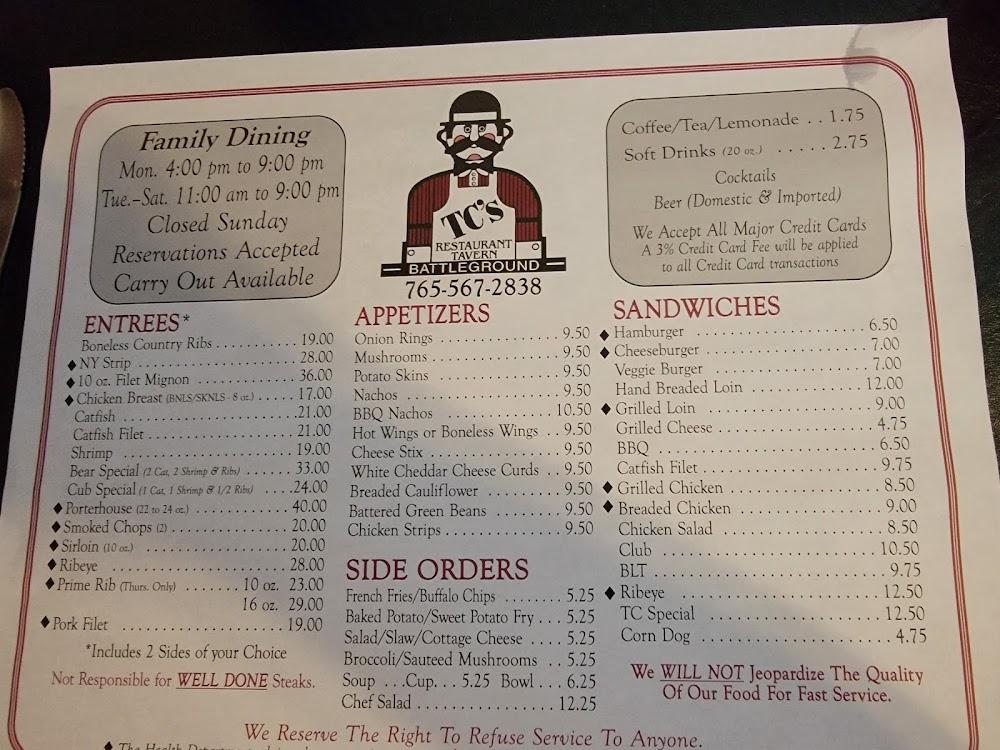 Family Dining
Mon. 4:00 pm to 9:00 pm
Tue.-Sat. 11:00 am to 9:00 pm
Closed Sunday
Reservations Accepted
Carry Out Available
TC'S
RESTAURANT
TAVERN
BATTLEGROUND
765-567-2838
Coffee/Tea/Lemonade . . 1.75
Soft Drinks (20 oz.) . . . . . 2.75
Cocktails
Beer (Domestic & Imported)
We Accept All Major Credit Cards
A 3% Credit Card Fee will be applied
to all Credit Card transactions
ENTREES*
Boneless Country Ribs . . . . . . . . . . 19.00
♦ NY Strip . . . . . . . . . . 28.00
♦ 10 oz. Filet Mignon . . . . . . . . . . 36.00
♦ Chicken Breast (BNLS/SKNLS - 8 oz.) . . . . . 17.00
Catfish . . . . . . . . . . 21.00
Catfish Filet . . . . . . . . . . 21.00
Shrimp . . . . . . . . . . 19.00
Bear Special (2 Cat, 2 Shrimp & Ribs) . . . . . . 33.00
Cub Special (1 Cat, 1 Shrimp & 1/2 Ribs) . . . . 24.00
♦ Porterhouse (22 to 24 oz.) . . . . . . . . . . 40.00
♦ Smoked Chops (2) . . . . . . . . . . 20.00
♦ Sirloin (10 oz.) . . . . . . . . . . 20.00
♦ Ribeye . . . . . . . . . . 28.00
♦ Prime Rib (Thurs. Only) . . . . . . . 10 oz. 23.00
16 oz. 29.00
♦ Pork Filet . . . . . . . . . . 19.00
*Includes 2 Sides of your Choice
Not Responsible for WELL DONE Steaks.
APPETIZERS
Onion Rings . . . . . . . . . . 9.50
Mushrooms . . . . . . . . . . 9.50
Potato Skins . . . . . . . . . . 9.50
Nachos . . . . . . . . . . 9.50
BBQ Nachos . . . . . . . . . . 10.50
Hot Wings or Boneless Wings . . 9.50
Cheese Stix . . . . . . . . . . 9.50
White Cheddar Cheese Curds . . 9.50
Breaded Cauliflower . . . . . . . . 9.50
Battered Green Beans . . . . . . . 9.50
Chicken Strips . . . . . . . . . . 9.50
SIDE ORDERS
French Fries/Buffalo Chips . . . . . . . . 5.25
Baked Potato/Sweet Potato Fry . . . 5.25
Salad/Slaw/Cottage Cheese . . . . 5.25
Broccoli/Sauteed Mushrooms . . 5.25
Soup . . .Cup. . . 5.25 Bowl . . . 6.25
Chef Salad . . . . . . . . . . 12.25
SANDWICHES
♦ Hamburger . . . . . . . . . . 6.50
♦ Cheeseburger . . . . . . . . . . 7.00
Veggie Burger . . . . . . . . . . 7.00
Hand Breaded Loin . . . . . . . . . . 12.00
♦ Grilled Loin . . . . . . . . . . 9.00
Grilled Cheese . . . . . . . . . . 4.75
BBQ . . . . . . . . . . 6.50
Catfish Filet . . . . . . . . . . 9.75
♦ Grilled Chicken . . . . . . . . . . 8.50
♦ Breaded Chicken . . . . . . . . . . 9.00
Chicken Salad . . . . . . . . . . 8.50
Club . . . . . . . . . . 10.50
BLT . . . . . . . . . . 9.75
♦ Ribeye . . . . . . . . . . 12.50
TC Special . . . . . . . . . . 12.50
Corn Dog . . . . . . . . . . 4.75
We WILL NOT Jeopardize The Quality
Of Our Food For Fast Service.
We Reserve The Right To Refuse Service To Anyone.
♦ The Health Department